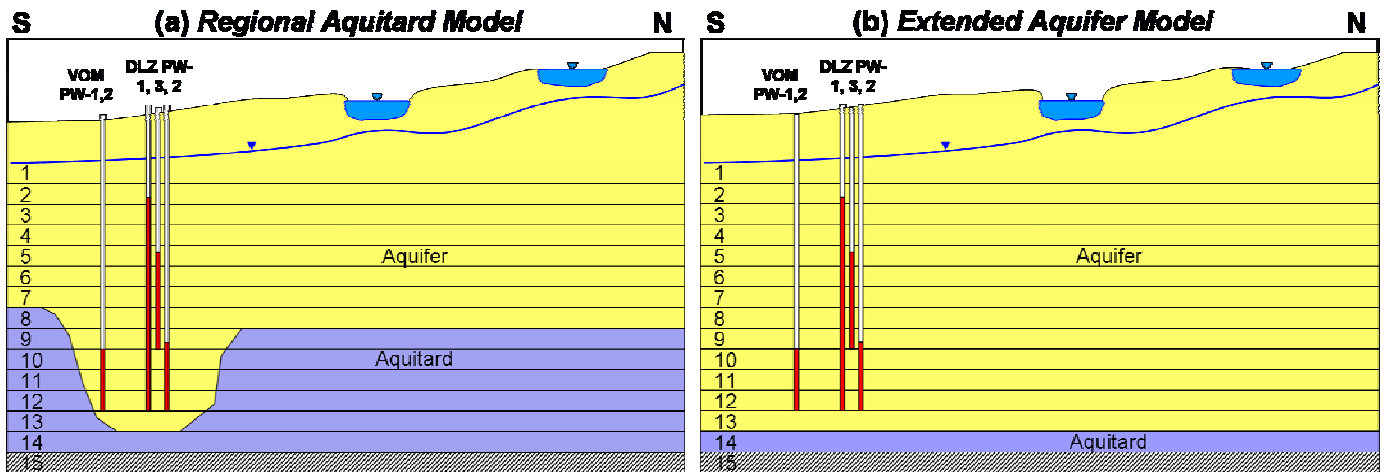 S (a) Regional Aquitard Model N
VOM
PW-1,2
DLZ PW-
1, 3, 2
1
2
3
4
5
6
7
8
9
10
11
12
13
14
15
Aquifer
Aquitard
S (b) Extended Aquifer Model N
VOM
PW-1,2
DLZ PW-
1, 3, 2
1
2
3
4
5
6
7
8
9
10
11
12
13
14
15
Aquifer
Aquitard